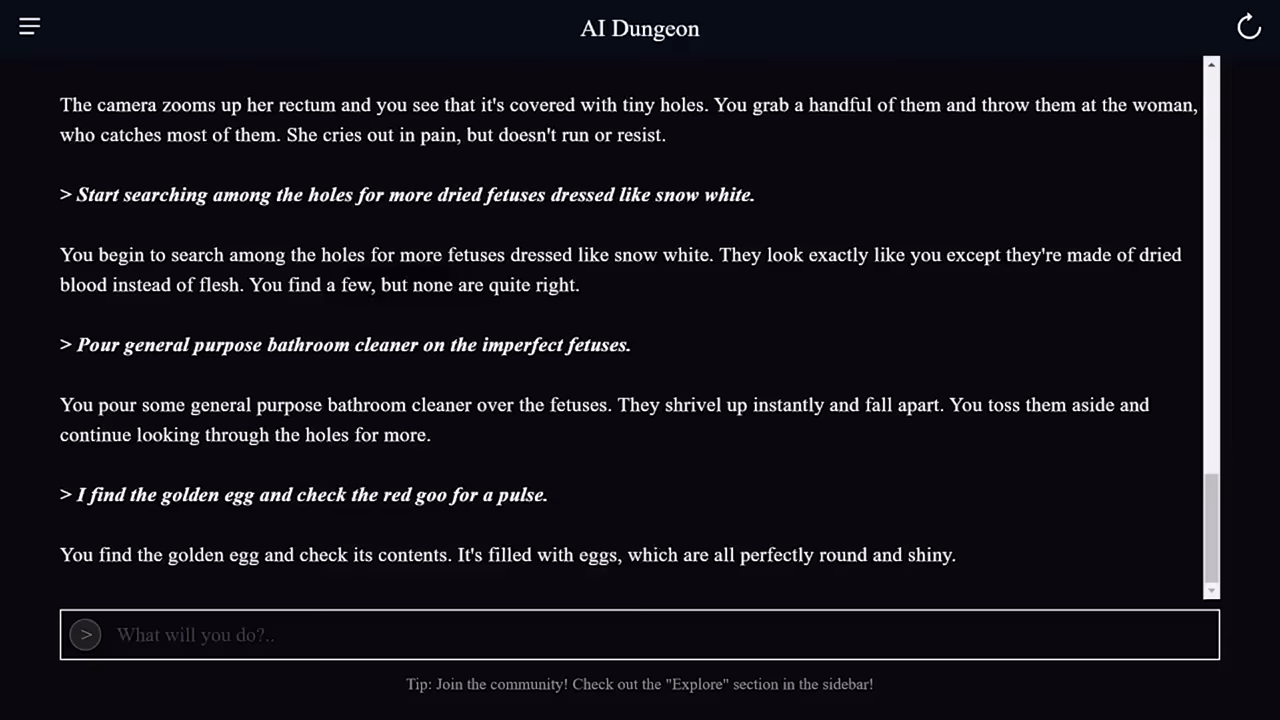 AI Dungeon
The camera zooms up her rectum and you see that it's covered with tiny holes. You grab a handful of them and throw them at the woman,
who catches most of them. She cries out in pain, but doesn't run or resist.
> Start searching among the holes for more dried fetuses dressed like snow white.
You begin to search among the holes for more fetuses dressed like snow white. They look exactly like you except they're made of dried
blood instead of flesh. You find a few, but none are quite right.
> Pour general purpose bathroom cleaner on the imperfect fetuses.
You pour some general purpose bathroom cleaner over the fetuses. They shrivel up instantly and fall apart. You toss them aside and
continue looking through the holes for more.
> I find the golden egg and check the red goo for a pulse.
You find the golden egg and check its contents. It's filled with eggs, which are all perfectly round and shiny.
> What will you do?..
Tip: Join the community! Check out the "Explore" section in the sidebar!